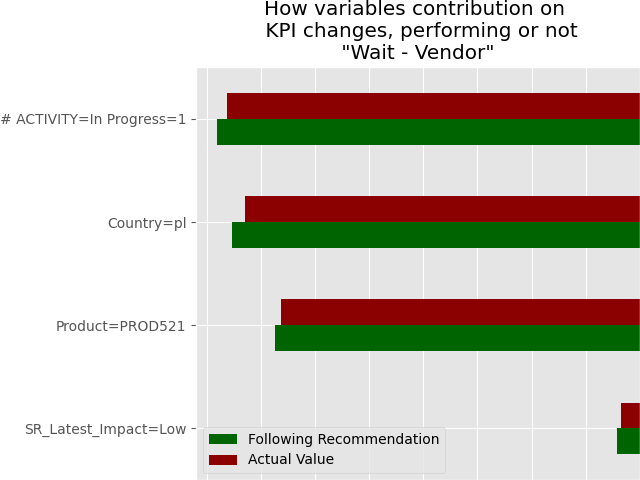 How variables contribution on
KPI changes, performing or not
"Wait - Vendor"
# ACTIVITY=In Progress=1
Country=pl
Product=PROD521
SR_Latest_Impact=Low
Following Recommendation
Actual Value